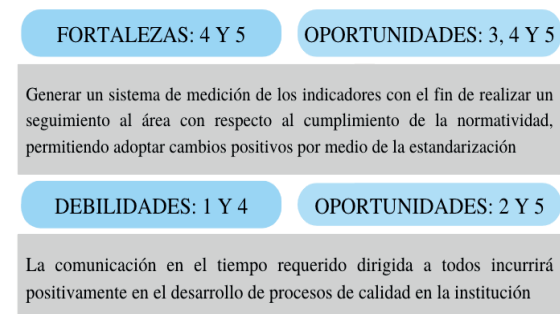 FORTALEZAS: 4 Y 5
OPORTUNIDADES: 3, 4 Y 5
Generar un sistema de medición de los indicadores con el fin de realizar un
seguimiento al área con respecto al cumplimiento de la normatividad,
permitiendo adoptar cambios positivos por medio de la estandarización
DEBILIDADES: 1 Y 4
OPORTUNIDADES: 2 Y 5
La comunicación en el tiempo requerido dirigida a todos incurrirá
positivamente en el desarrollo de procesos de calidad en la institución